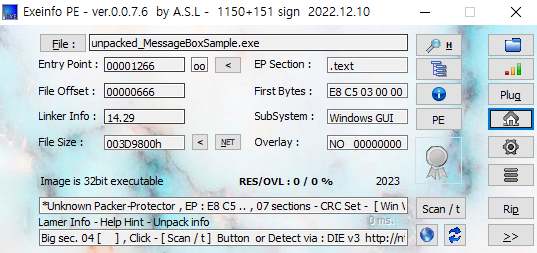 Exeinfo PE - ver.0.0.7.6 by A.S.L - 1150+151 sign 2022.12.10
File : unpacked_MessageBoxSample.exe H
Entry Point : 00001266 oo < EP Section : .text
File Offset : 00000666 First Bytes : E8 C5 03 00 00 Plug
Linker Info : 14.29 SubSystem : Windows GUI PE
File Size : 003D9800h < NET Overlay : NO 00000000
Image is 32bit executable RES/OVL : 0 / 0 % 2023
*Unknown Packer-Protector , EP : E8 C5 .. , 07 sections - CRC Set - [ Win Scan / t Rip
Lamer Info - Help Hint - Unpack info 0 ms.
Big sec. 04 [ ] , Click - [ Scan / t ] Button or Detect via : DIE v3 http://n >>